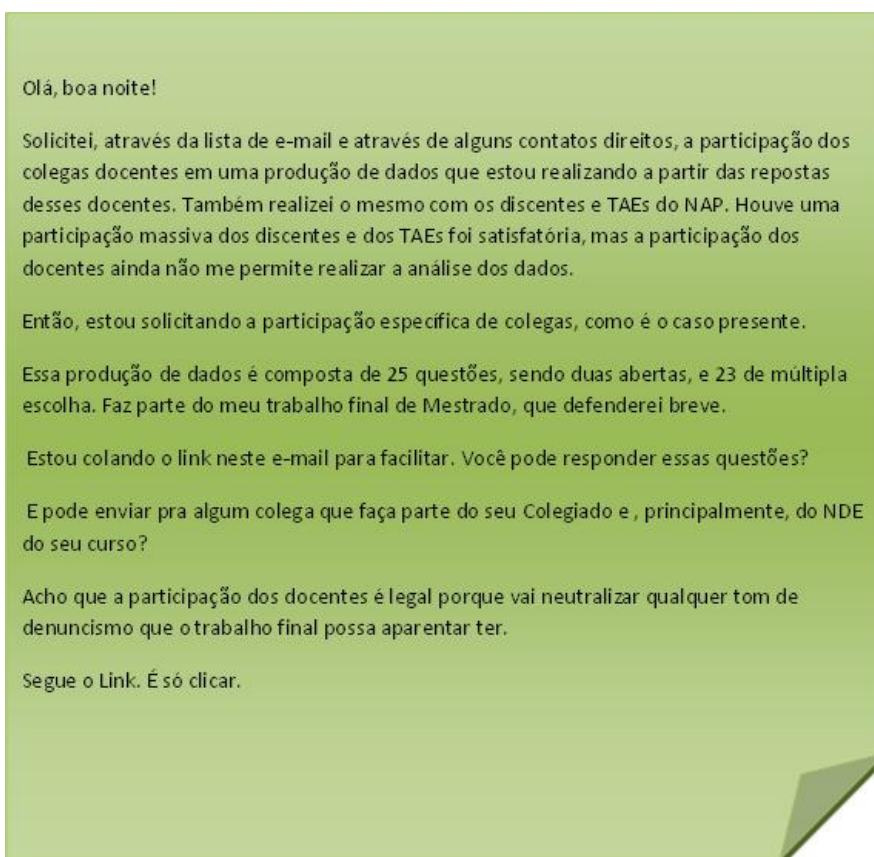 Olá, boa noite!
Solicitei, através da lista de e-mail e através de alguns contatos direitos, a participação dos
colegas docentes em uma produção de dados que estou realizando a partir das repostas
desses docentes. Também realizei o mesmo com os discentes e TAEs do NAP. Houve uma
participação massiva dos discentes e dos TAEs foi satisfatória, mas a participação dos
docentes ainda não me permite realizar a análise dos dados.
Então, estou solicitando a participação específica de colegas, como é o caso presente.
Essa produção de dados é composta de 25 questões, sendo duas abertas, e 23 de múltipla
escolha. Faz parte do meu trabalho final de Mestrado, que defenderei breve.
Estou colando o link neste e-mail para facilitar. Você pode responder essas questões?
E pode enviar pra algum colega que faça parte do seu Colegiado e , principalmente, do NDE
do seu curso?
Acho que a participação dos docentes é legal porque vai neutralizar qualquer tom de
denuncismo que o trabalho final possa aparentar ter.
Segue o Link. É só clicar.